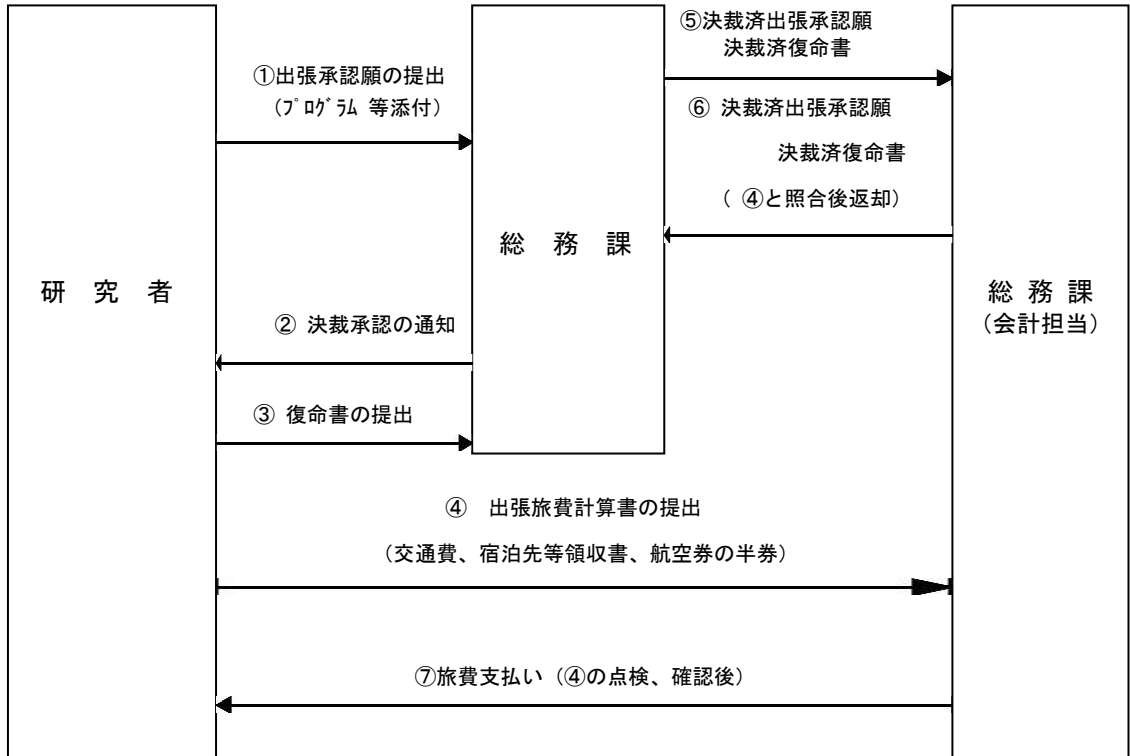 ①出張承認願の提出
(ﾌﾟﾛｸﾞﾗﾑ 等添付)
⑤決裁済出張承認願
決裁済復命書
⑥ 決裁済出張承認願
決裁済復命書
( ④と照合後返却)
研 究 者
総 務 課
総 務 課
(会計担当)
② 決裁承認の通知
③ 復命書の提出
④ 出張旅費計算書の提出
(交通費、宿泊先等領収書、航空券の半券)
⑦旅費支払い (④の点検、確認後)